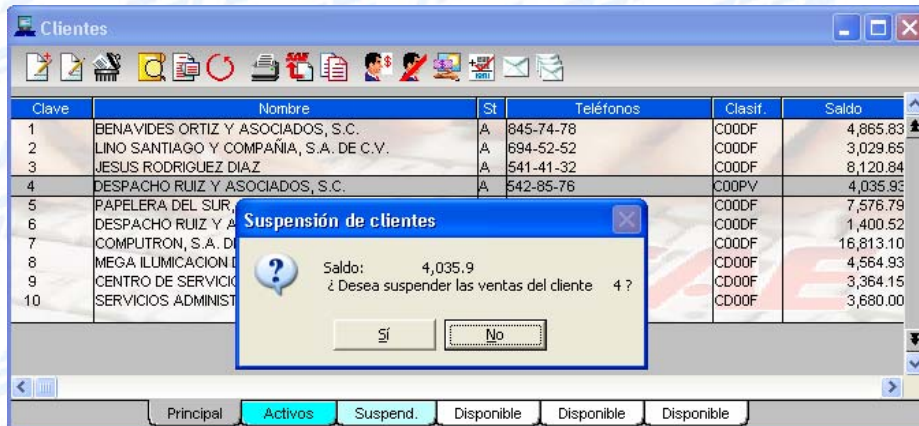 Clientes
SAE
Clave Nombre St Teléfonos Clasif. Saldo
1 BENAVIDES ORTIZ Y ASOCIADOS, S.C. A 845-74-78 C00DF 4,865.83
2 LINO SANTIAGO Y COMPAÑIA, S.A. DE C.V. A 694-52-52 C00DF 3,029.65
3 JESUS RODRIGUEZ DIAZ A 541-41-32 C00DF 8,120.84
4 DESPACHO RUIZ Y ASOCIADOS, S.C. A 542-85-76 C00PV 4,035.93
5 PAPELERA DEL SUR, C00DF 7,576.79
6 DESPACHO RUIZ Y A C00DF 1,400.52
7 COMPUTRON, S.A. D C00DF 16,813.10
8 MEGA ILUMICACION D CD00F 4,564.93
9 CENTRO DE SERVICIO CD00F 3,364.15
10 SERVICIOS ADMINIST CD00F 3,680.00
Suspensión de clientes
Saldo: 4,035.9
¿ Desea suspender las ventas del cliente 4 ?
Sí No
Principal Activos Suspend. Disponible Disponible Disponible